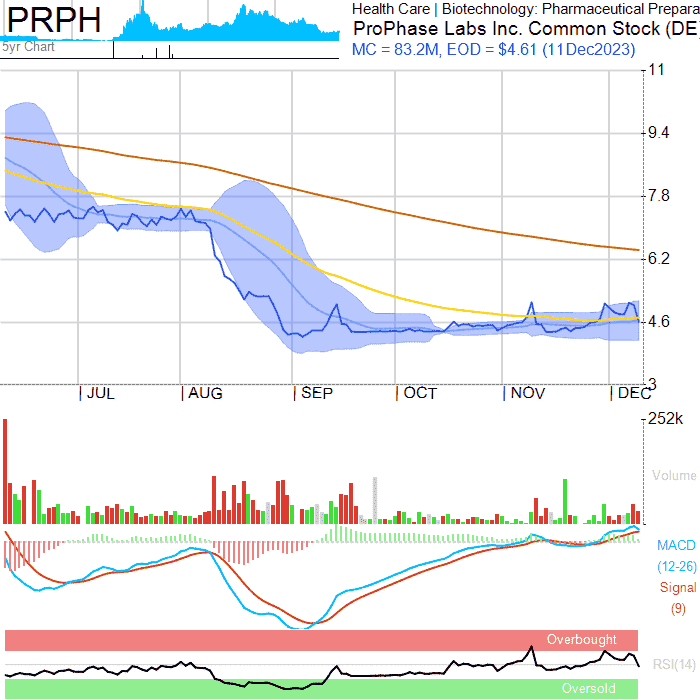 PRPH
5yr Chart
Health Care | Biotechnology: Pharmaceutical Prepara
ProPhase Labs Inc. Common Stock (DE
MC = 83.2M, EOD = $4.61 (11Dec2023)
11
9.4
7.8
6.2
4.6
3
JUL AUG SEP OCT NOV DEC
252k
Volume
MACD
(12-26)
Signal
(9)
Overbought
RSI(14)
Oversold